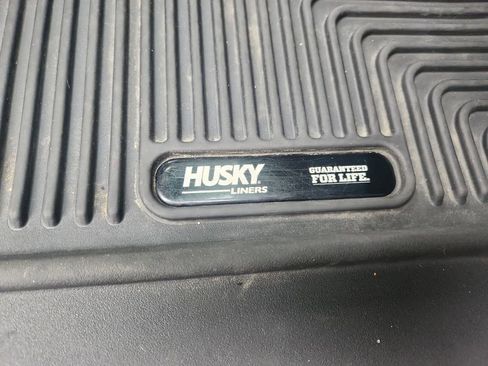 HUSKY
LINERS
GUARANTEED
FOR LIFE.